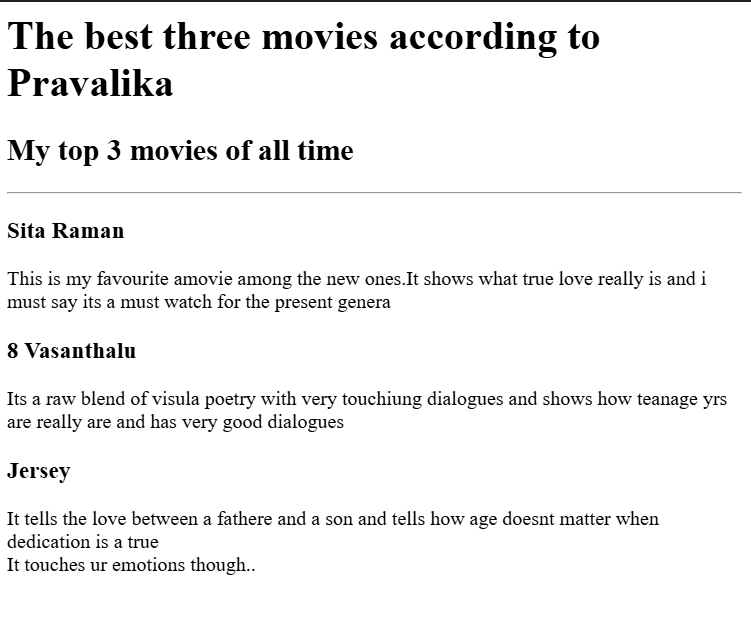 The best three movies according to
Pravalika
My top 3 movies of all time
Sita Raman
This is my favourite amovie among the new ones.It shows what true love really is and i
must say its a must watch for the present genera
8 Vasanthalu
Its a raw blend of visula poetry with very touchiung dialogues and shows how teanage yrs
are really are and has very good dialogues
Jersey
It tells the love between a fathere and a son and tells how age doesnt matter when
dedication is a true
It touches ur emotions though..